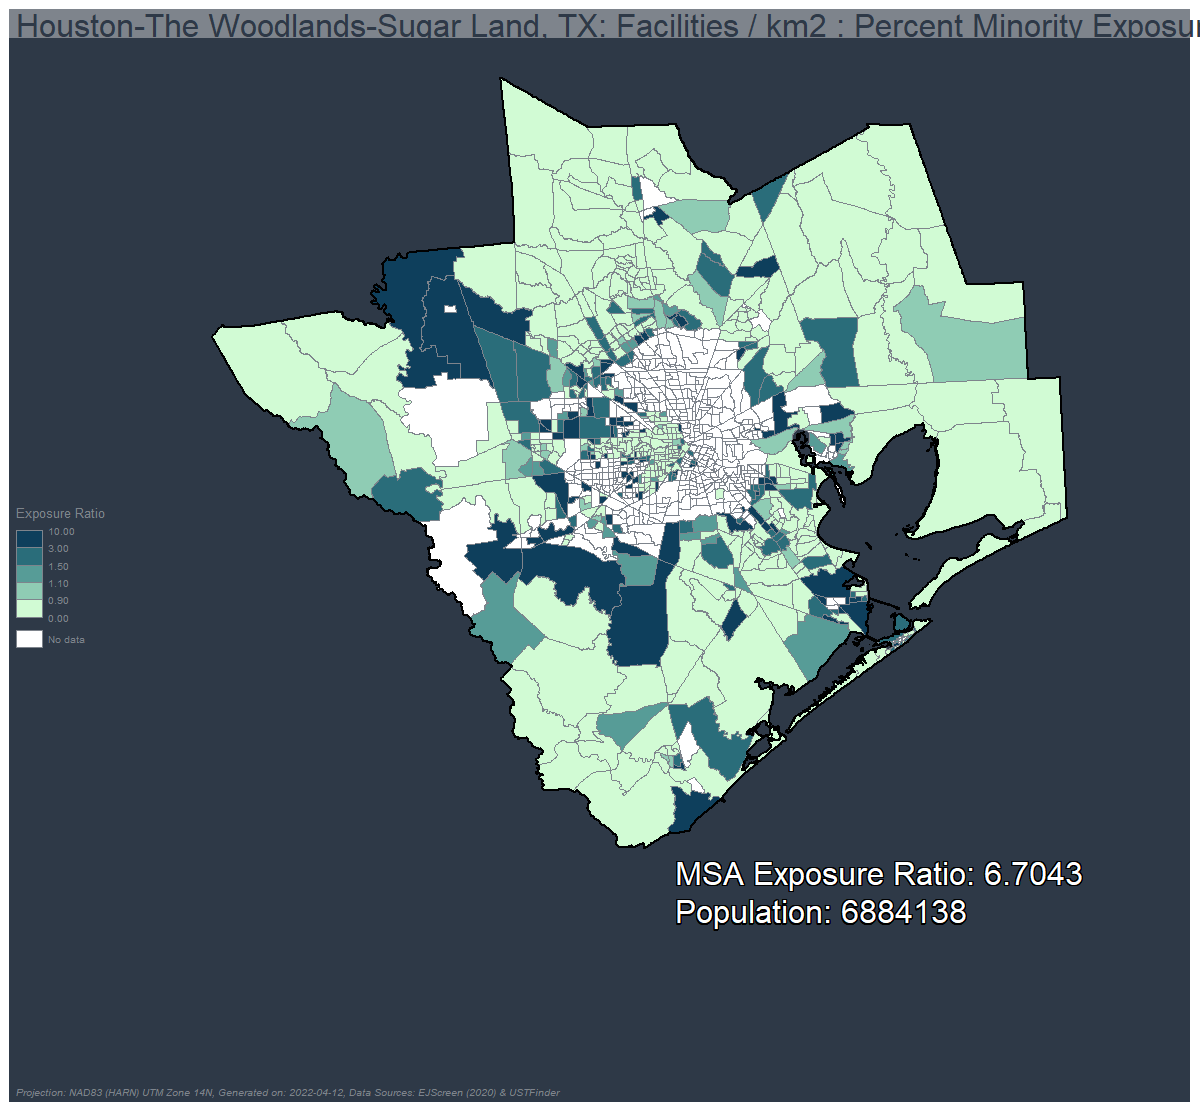 Houston-The Woodlands-Sugar Land, TX: Facilities / km2 : Percent Minority Exposur
Exposure Ratio
10.00
3.00
1.50
1.10
0.90
0.00
No data
MSA Exposure Ratio: 6.7043
Population: 6884138
Projection: NAD83 (HARN) UTM Zone 14N, Generated on: 2022-04-12, Data Sources: EJScreen (2020) & USTFinder